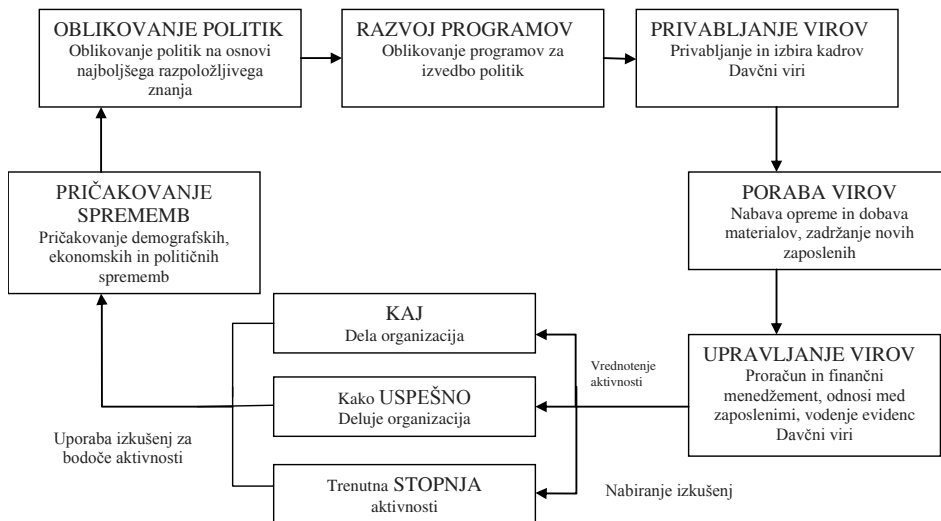 OBLIKOVANJE POLITIK
Oblikovanje politik na osnovi
najboljšega razpoložljivega
znanja
RAZVOJ PROGRAMOV
Oblikovanje programov za
izvedbo politik
PRIVABLJANJE VIROV
Privabljanje in izbira kadrov
Davčni viri
PRIČAKOVANJE
SPREMEMB
Pričakovanje demografskih,
ekonomskih in političnih
sprememb
PORABA VIROV
Nabava opreme in dobava
materialov, zadržanje novih
zaposlenih
KAJ
Dela organizacija
Kako USPEŠNO
Deluje organizacija
Trenutna STOPNJA
aktivnosti
Vrednotenje
aktivnosti
UPRAVLJANJE VIROV
Proračun in finančni
menedžement, odnosi med
zaposlenimi, vodenje evidenc
Davčni viri
Uporaba izkušenj za
bodoče aktivnosti
Nabiranje izkušenj